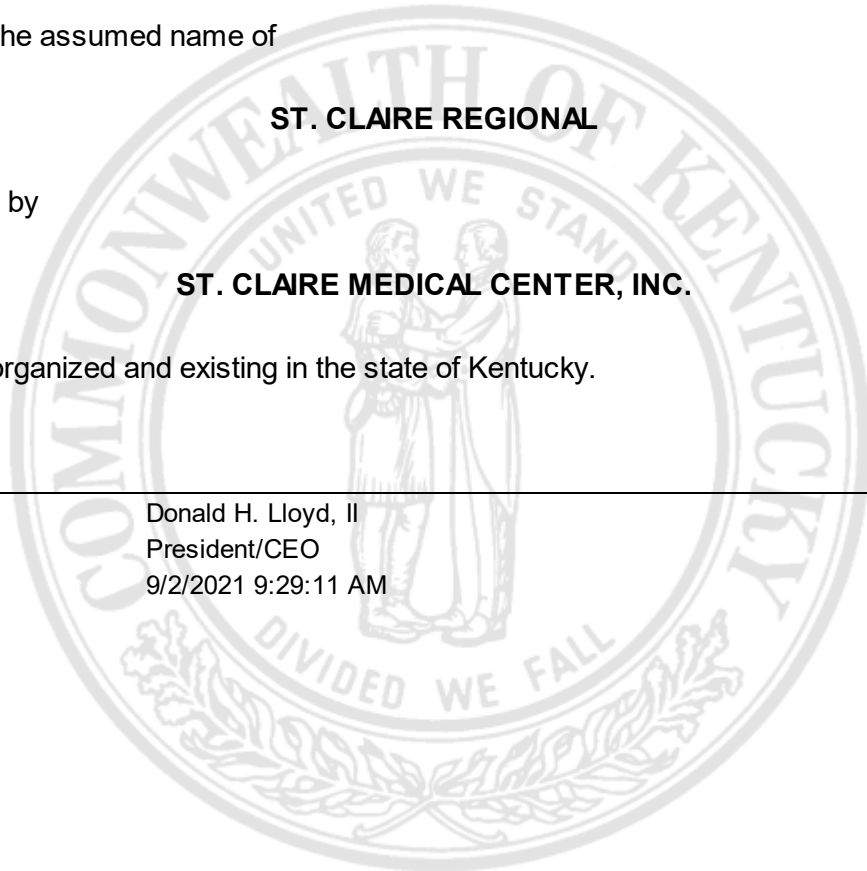 he assumed name of
ST. CLAIRE REGIONAL
by
ST. CLAIRE MEDICAL CENTER, INC.
organized and existing in the state of Kentucky.
Donald H. Lloyd, II
President/CEO
9/2/2021 9:29:11 AM
COMMONWEALTH OF KENTUCKY
UNITED WE STAND
DIVIDED WE FALL